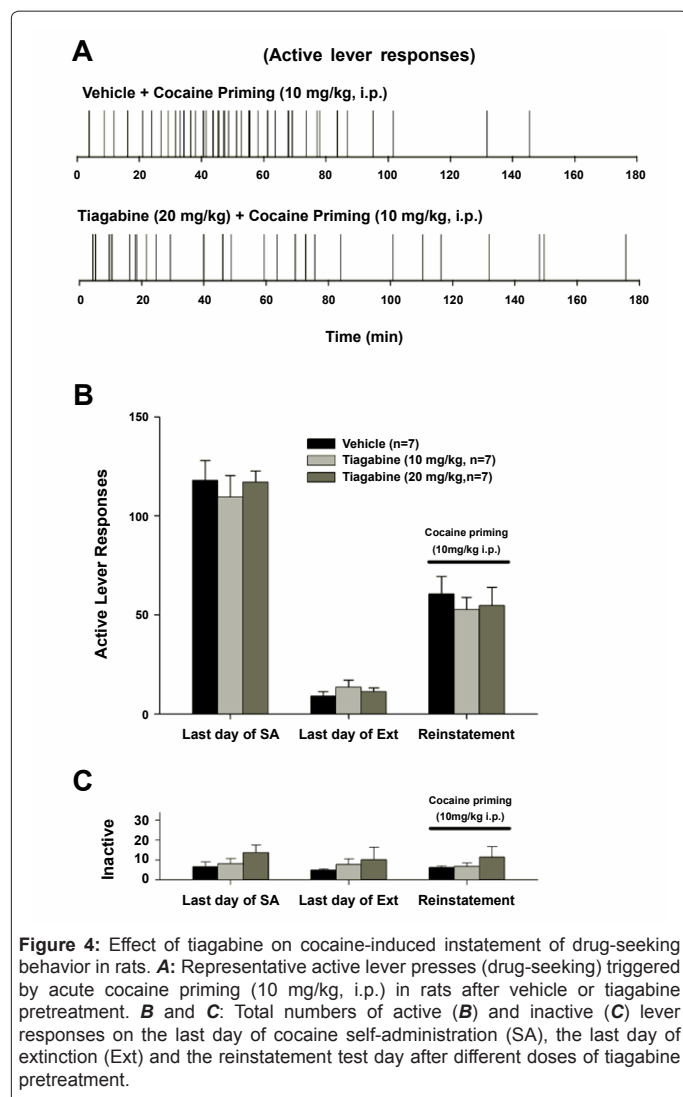 A
(Active lever responses)
Vehicle + Cocaine Priming (10 mg/kg, i.p.)
0 20 40 60 80 100 120 140 160 180
Tiagabine (20 mg/kg) + Cocaine Priming (10 mg/kg, i.p.)
0 20 40 60 80 100 120 140 160 180
Time (min)
B
150
100
50
0
Active Lever Responses
Vehicle (n=7)
Tiagabine (10 mg/kg, n=7)
Tiagabine (20 mg/kg,n=7)
Cocaine priming
(10mg/kg i.p.)
Last day of SA Last day of Ext Reinstatement
C
30
20
10
0
Inactive
Cocaine priming
(10mg/kg i.p.)
Last day of SA Last day of Ext Reinstatement
Figure 4: Effect of tiagabine on cocaine-induced instatement of drug-seeking
behavior in rats. A: Representative active lever presses (drug-seeking) triggered
by acute cocaine priming (10 mg/kg, i.p.) in rats after vehicle or tiagabine
pretreatment. B and C: Total numbers of active (B) and inactive (C) lever
responses on the last day of cocaine self-administration (SA), the last day of
extinction (Ext) and the reinstatement test day after different doses of tiagabine
pretreatment.